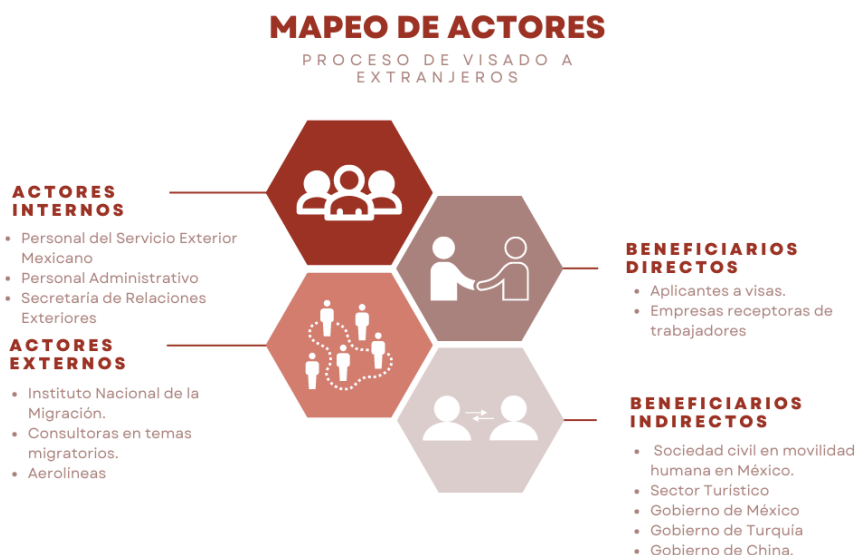 MAPEO DE ACTORES
PROCESO DE VISADO A
EXTRANJEROS
ACTORES
INTERNOS
• Personal del Servicio Exterior
Mexicano
• Personal Administrativo
• Secretaría de Relaciones
Exteriores
ACTORES
EXTERNOS
• Instituto Nacional de la
Migración.
• Consultoras en temas
migratorios.
• Aerolíneas
BENEFICIARIOS
DIRECTOS
• Aplicantes a visas.
• Empresas receptoras de
trabajadores
BENEFICIARIOS
INDIRECTOS
• Sociedad civil en movilidad
humana en México.
• Sector Turístico
• Gobierno de México
• Gobierno de Turquía
• Gobierno de China.